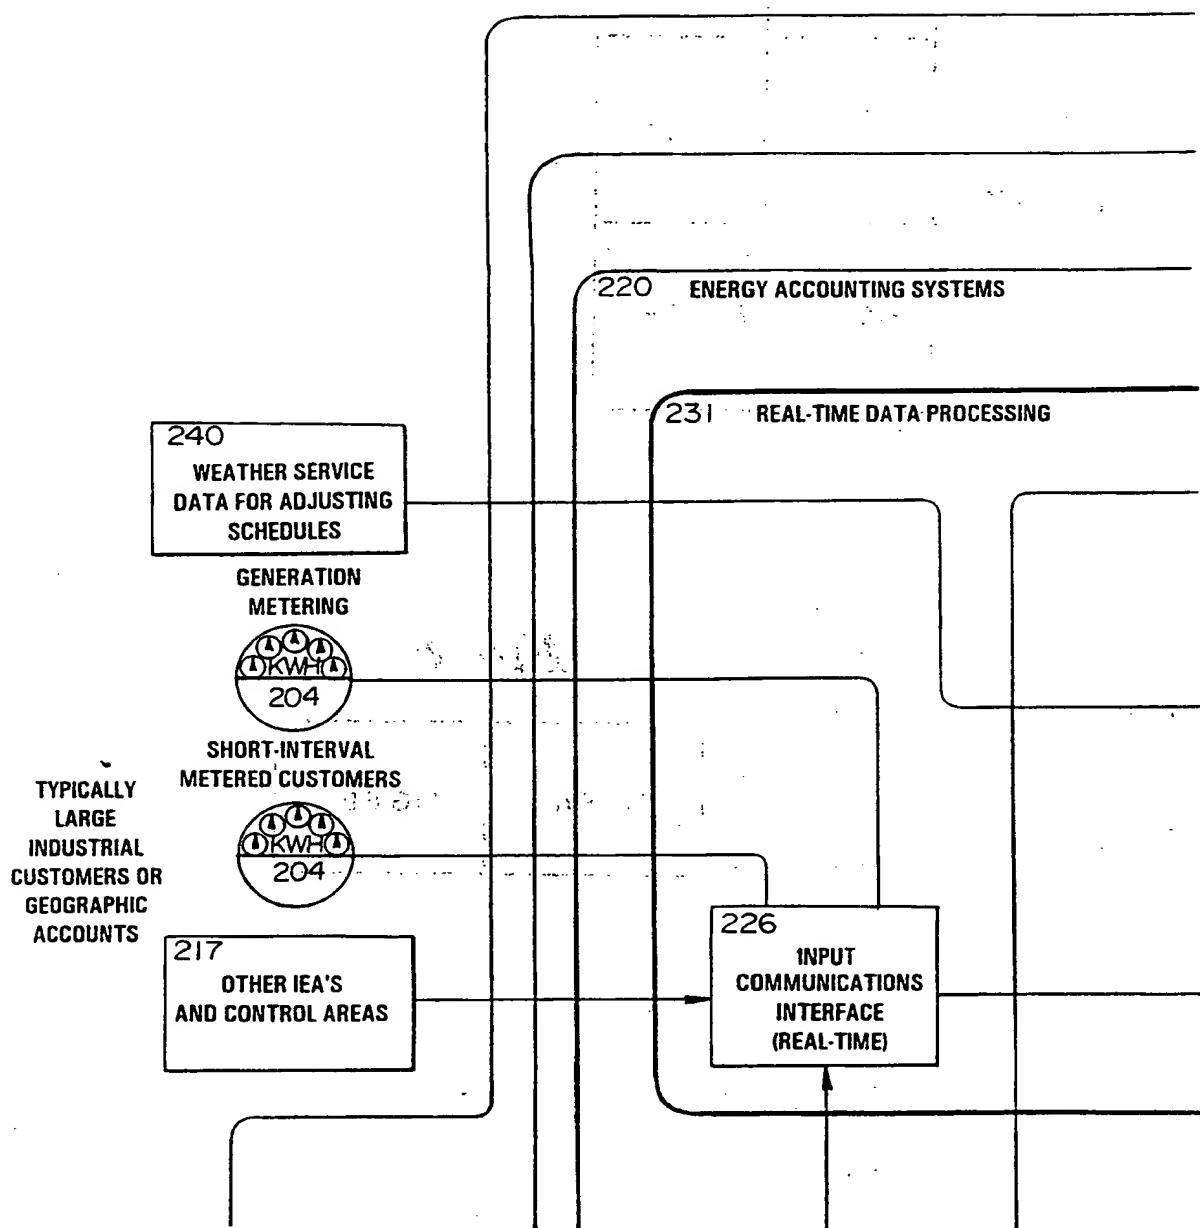 220 ENERGY ACCOUNTING SYSTEMS
231 REAL-TIME DATA PROCESSING
240
WEATHER SERVICE
DATA FOR ADJUSTING
SCHEDULES
GENERATION
METERING
KWH
204
SHORT-INTERVAL
METERED CUSTOMERS
KWH
204
TYPICALLY
LARGE
INDUSTRIAL
CUSTOMERS OR
GEOGRAPHIC
ACCOUNTS
217
OTHER IEA'S
AND CONTROL AREAS
226
INPUT
COMMUNICATIONS
INTERFACE
(REAL-TIME)